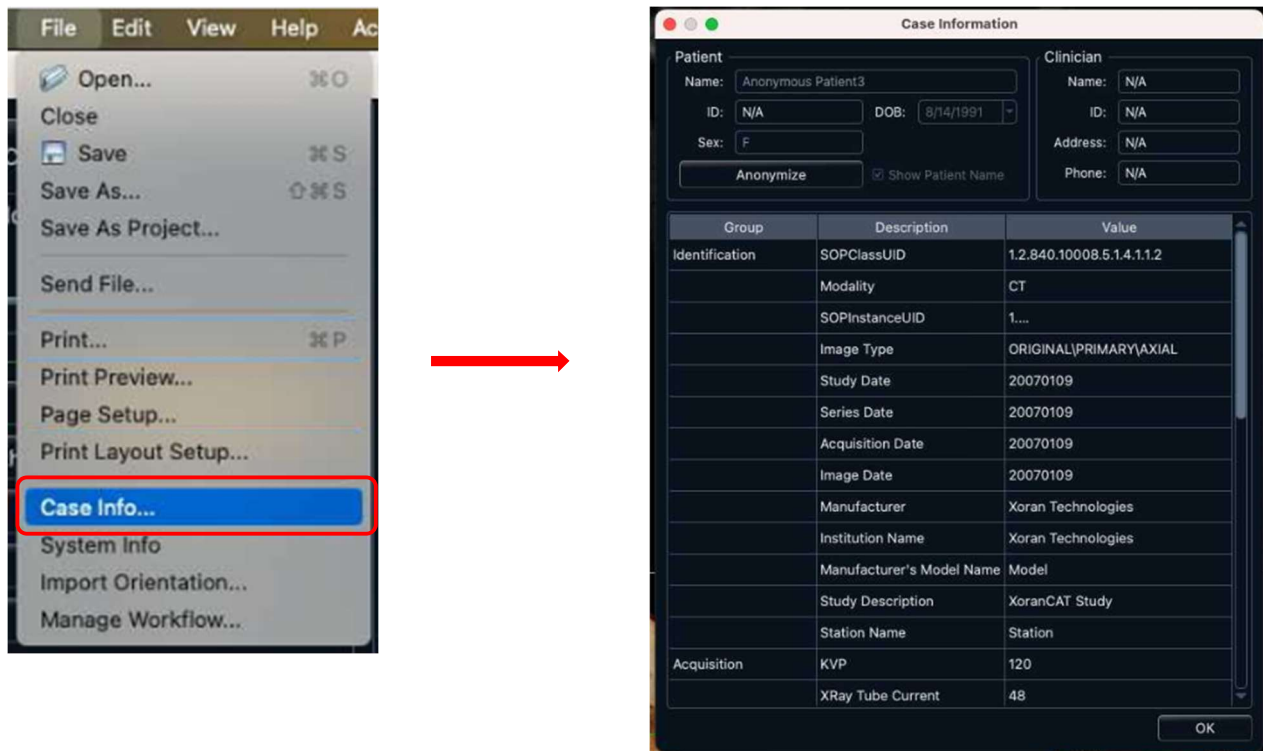 File Edit View Help Ac
Open... ⌘O
Close
Save ⌘S
Save As... ⇧⌘S
Save As Project...
Send File...
Print... ⌘P
Print Preview...
Page Setup...
Print Layout Setup...
Case Info...
System Info
Import Orientation...
Manage Workflow...
Case Information
Patient
Name: Anonymous Patient3
ID: N/A DOB: 8/14/1991
Sex: F
Anonymize Show Patient Name
Clinician
Name: N/A
ID: N/A
Address: N/A
Phone: N/A
Group Description Value
Identification SOPClassUID 1.2.840.10008.5.1.4.1.1.2
Modality CT
SOPInstanceUID 1....
Image Type ORIGINAL\PRIMARY\AXIAL
Study Date 20070109
Series Date 20070109
Acquisition Date 20070109
Image Date 20070109
Manufacturer Xoran Technologies
Institution Name Xoran Technologies
Manufacturer's Model Name Model
Study Description XoranCAT Study
Station Name Station
Acquisition KVP 120
XRay Tube Current 48
OK